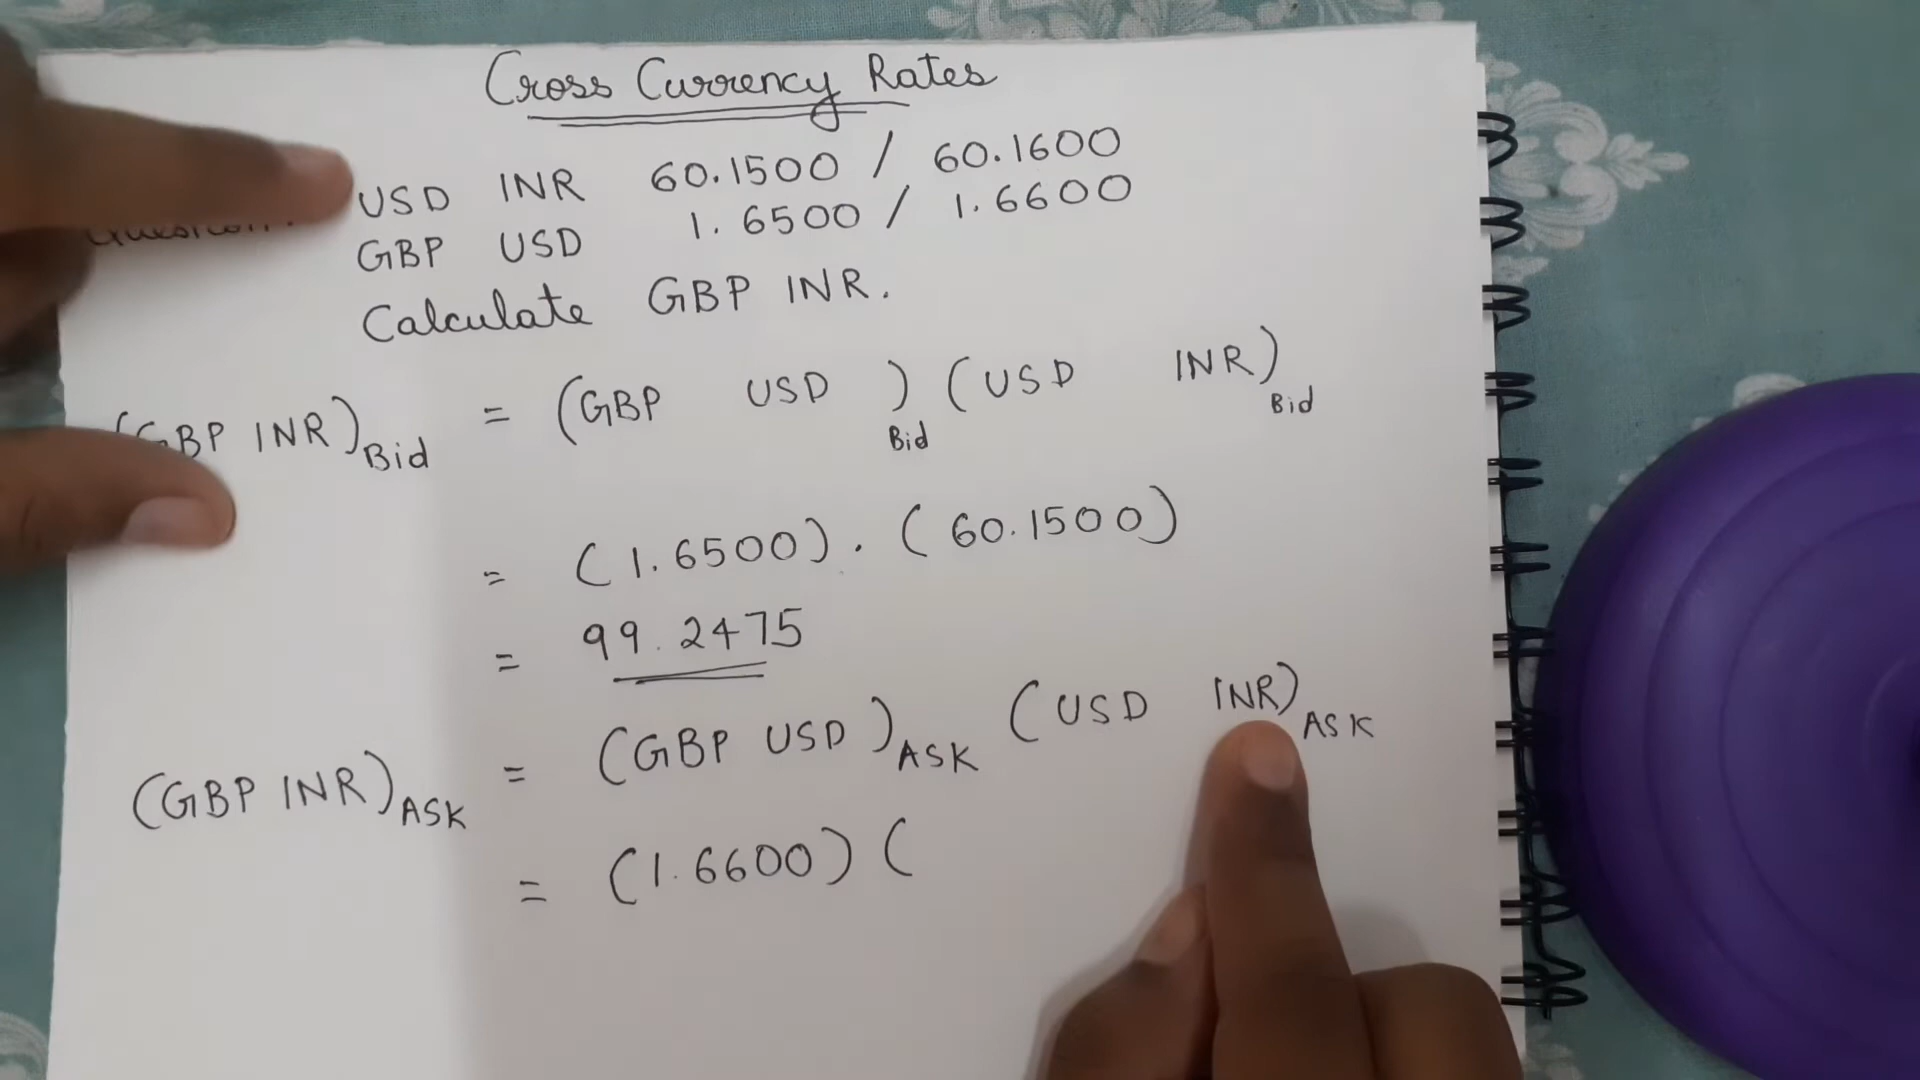 Cross Currency Rates
USD INR 60.1500 / 60.1600
GBP USD 1.6500 / 1.6600
Calculate GBP INR.
(GBP INR)Bid = (GBP USD )Bid (USD INR)Bid
= (1.6500) . (60.1500)
= 99.2475
(GBP INR)ASK = (GBP USD)ASK (USD INR)ASK
= (1.6600) (